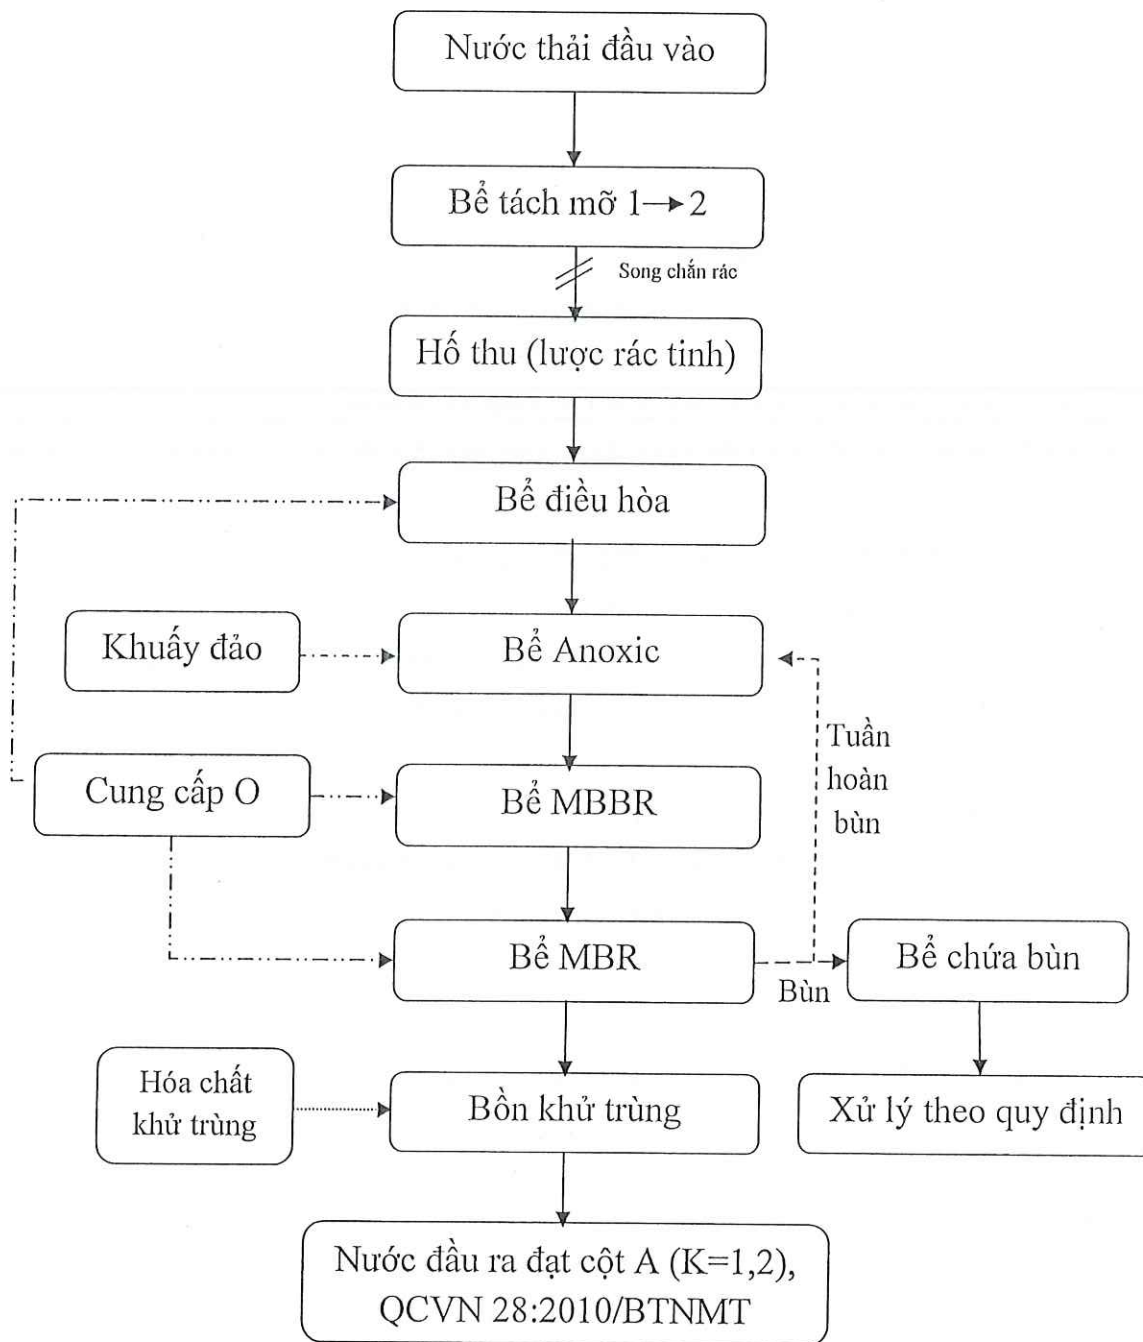 Nước thải đầu vào
Bể tách mỡ 1→2
Song chắn rác
Hố thu (lược rác tinh)
Bể điều hòa
Khuấy đảo
Bể Anoxic
Tuần
hoàn
bùn
Cung cấp O
Bể MBBR
Bể MBR
Bùn
Bể chứa bùn
Hóa chất
khử trùng
Bồn khử trùng
Xử lý theo quy định
Nước đầu ra đạt cột A (K=1,2),
QCVN 28:2010/BTNMT